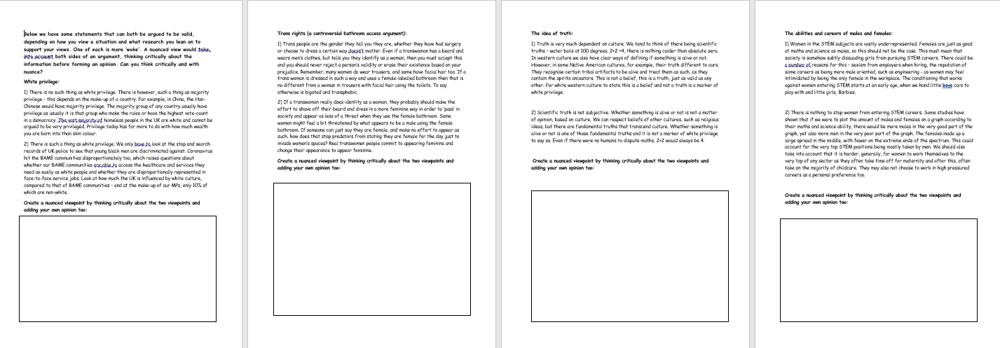 Below we have some statements that can both be argued to be valid,
depending on how you view a situation and what research you lean on to
support your views. One of each is more 'woke'. A nuanced view would take
into account both sides of an argument, thinking critically about the
information before forming an opinion. Can you think critically and with
nuance?
White privilege:
1) There is no such thing as white privilege. There is however, such a thing as majority
privilege – this depends on the make-up of a country. For example, in China, the Han-
Chinese would have majority privilege. The majority group of any country usually have
privilege as usually it is that group who make the rules or have the highest vote-count
in a democracy. The vast majority of homeless people in the UK are white and cannot be
argued to be very privileged. Privilege today has far more to do with how much wealth
you are born into than skin colour.
2) There is such a thing as white privilege. We only have to look at the stop and search
records of UK police to see that young black men are discriminated against. Coronavirus
hit the BAME communities disproportionately too, which raises questions about
whether our BAME communities are able to access the healthcare and services they
need as easily as white people and whether they are disproportionally represented in
face-to-face service jobs. Look at how much the UK is influenced by white culture,
compared to that of BAME communities – and at the make-up of our MPs, only 10% of
which are non-white.
Create a nuanced viewpoint by thinking critically about the two viewpoints and
adding your own opinion too:
Trans rights (a controversial bathroom access argument):
1) Trans people are the gender they tell you they are, whether they have had surgery
or choose to dress a certain way doesn't matter. Even if a transwoman has a beard and
wears men's clothes, but tells you they identify as a woman, then you must accept this
and you should never reject a person's validity or erase their existence based on your
prejudice. Remember, many women do wear trousers, and some have facial hair too. If a
trans woman is dressed in such a way and uses a female-labelled bathroom then that is
no different from a woman in trousers with facial hair using the toilets. To say
otherwise is bigoted and transphobic.
2) If a transwoman really does identity as a woman, they probably should make the
effort to shave off their beard and dress in a more feminine way in order to 'pass' in
society and appear as less of a threat when they use the female bathroom. Some
women might feel a bit threatened by what appears to be a male using the female
bathroom. If someone can just say they are female, and make no effort to appear as
such, how does that stop predators from stating they are female for the day just to
invade women's spaces? Real transwomen people commit to appearing feminine and
change their appearance to appear feminine.
Create a nuanced viewpoint by thinking critically about the two viewpoints and
adding your own opinion too:
The idea of truth:
1) Truth is very much dependent on culture. We tend to think of there being scientific
truths – water boils at 100 degrees, 2+2 =4, there is nothing colder than absolute zero.
In western culture we also have clear ways of defining if something is alive or not.
However, in some Native American cultures, for example, their truth different to ours.
They recognise certain tribal artifacts to be alive and treat them as such, as they
contain the spirits ancestors. This is not a belief, this is a truth, just as valid as any
other. For white western culture to state this is a belief and not a truth is a marker of
white privilege.
2) Scientific truth is not subjective. Whether something is alive or not is not a matter
of opinion, based on culture. We can respect beliefs of other cultures, such as religious
ideas, but there are fundamental truths that transcend culture. Whether something is
alive or not is one of those fundamental truths and it is not a marker of white privilege
to say so. Even if there were no humans to dispute maths, 2+2 would always be 4.
Create a nuanced viewpoint by thinking critically about the two viewpoints and
adding your own opinion too:
The abilities and careers of males and females:
1) Women in the STEM subjects are vastly underrepresented. Females are just as good
at maths and science as males, so this should not be the case. This must mean that
society is somehow subtly dissuading girls from pursuing STEM careers. There could be
a number of reasons for this – sexism from employers when hiring, the reputation of
some careers as being more male oriented, such as engineering - as women may feel
intimidated by being the only female in the workplace. The conditioning that works
against women entering STEM starts at an early age, when we hand little boys cars to
play with and little girls, Barbies.
2) There is nothing to stop women from entering STEM careers. Some studies have
shown that if we were to plot the amount of males and females on a graph according to
their maths and science ability, there would be more males in the very good part of the
graph, yet also more men in the very poor part of the graph. The females made up a
large spread in the middle, with fewer on the extreme ends of the spectrum. This could
account for the very top STEM positions being mostly taken by men. We should also
take into account that it is harder, generally, for women to work themselves to the
very top of any sector as they often take time off for maternity and after this, often
take on the majority of childcare. They may also not choose to work in high pressured
careers as a personal preference too.
Create a nuanced viewpoint by thinking critically about the two viewpoints and
adding your own opinion too: